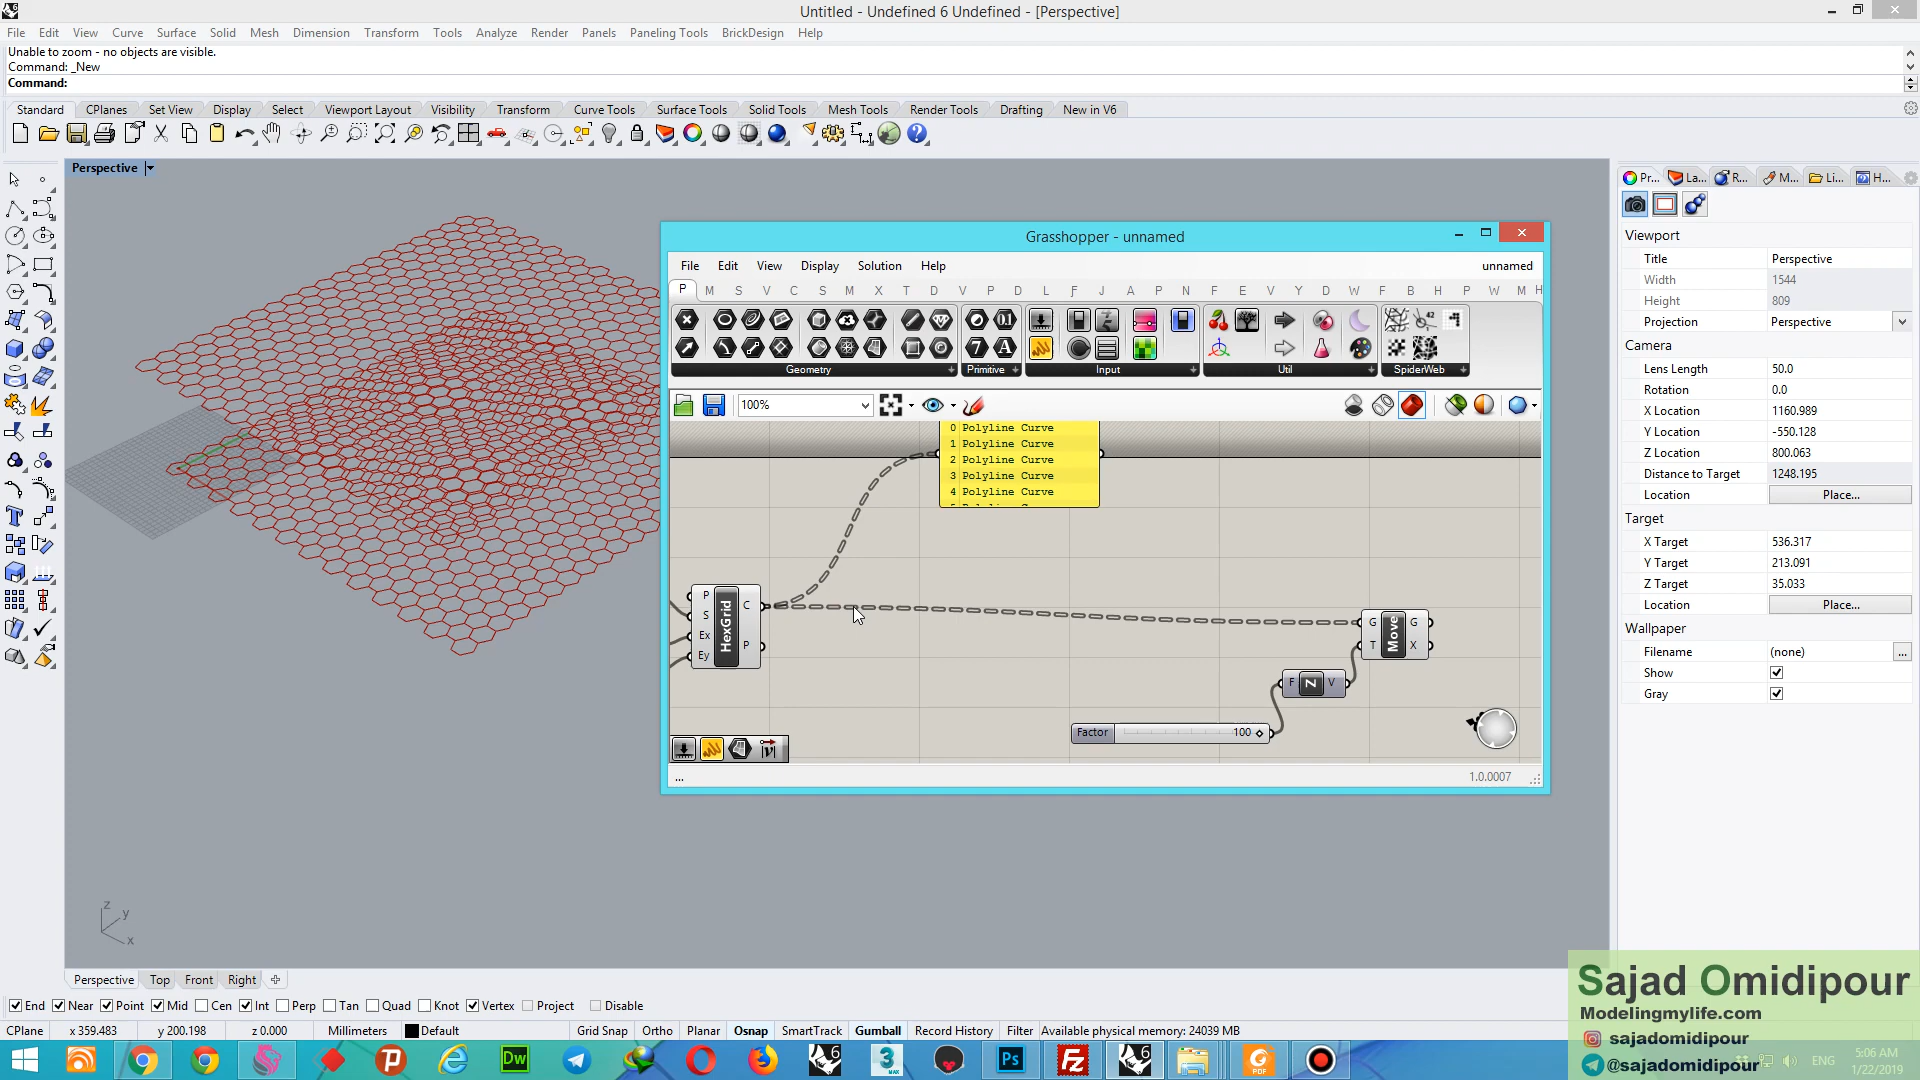 Untitled - Undefined 6 Undefined - [Perspective]
File Edit View Curve Surface Solid Mesh Dimension Transform Tools Analyze Render Panels Paneling Tools BrickDesign Help
Unable to zoom - no objects are visible.
Command: _New
Command:
Standard CPlanes Set View Display Select Viewport Layout Visibility Transform Curve Tools Surface Tools Solid Tools Mesh Tools Render Tools Drafting New in V6
Perspective
Pr... La... R... M... Li... H...
Viewport
Title Perspective
Width 1544
Height 809
Projection Perspective
Camera
Lens Length 50.0
Rotation 0.0
X Location 1160.989
Y Location -550.128
Z Location 800.063
Distance to Target 1248.195
Location Place...
Target
X Target 536.317
Y Target 213.091
Z Target 35.033
Location Place...
Wallpaper
Filename (none) ...
Show
Gray
Grasshopper - unnamed
File Edit View Display Solution Help unnamed
P M S V C S M X T D V P D L F J A P N U F E V Y D W F B H P W M H
Geometry Primitive Input Util SpiderWeb
100%
0 Polyline Curve
1 Polyline Curve
2 Polyline Curve
3 Polyline Curve
4 Polyline Curve
P S Ex Ey HexGrid C P
G T Move G X
F Z V
Factor 100
... 1.0.0007
z y x
Perspective Top Front Right
End Near Point Mid Cen Int Perp Tan Quad Knot Vertex Project Disable
CPlane x 359.483 y 200.198 z 0.000 Millimeters Default Grid Snap Ortho Planar Osnap SmartTrack Gumball Record History Filter Available physical memory: 24039 MB
Sajad Omidipour
Modelingmylife.com
sajadomidipour
@sajadomidipour
ENG 5:06 AM
1/22/2019